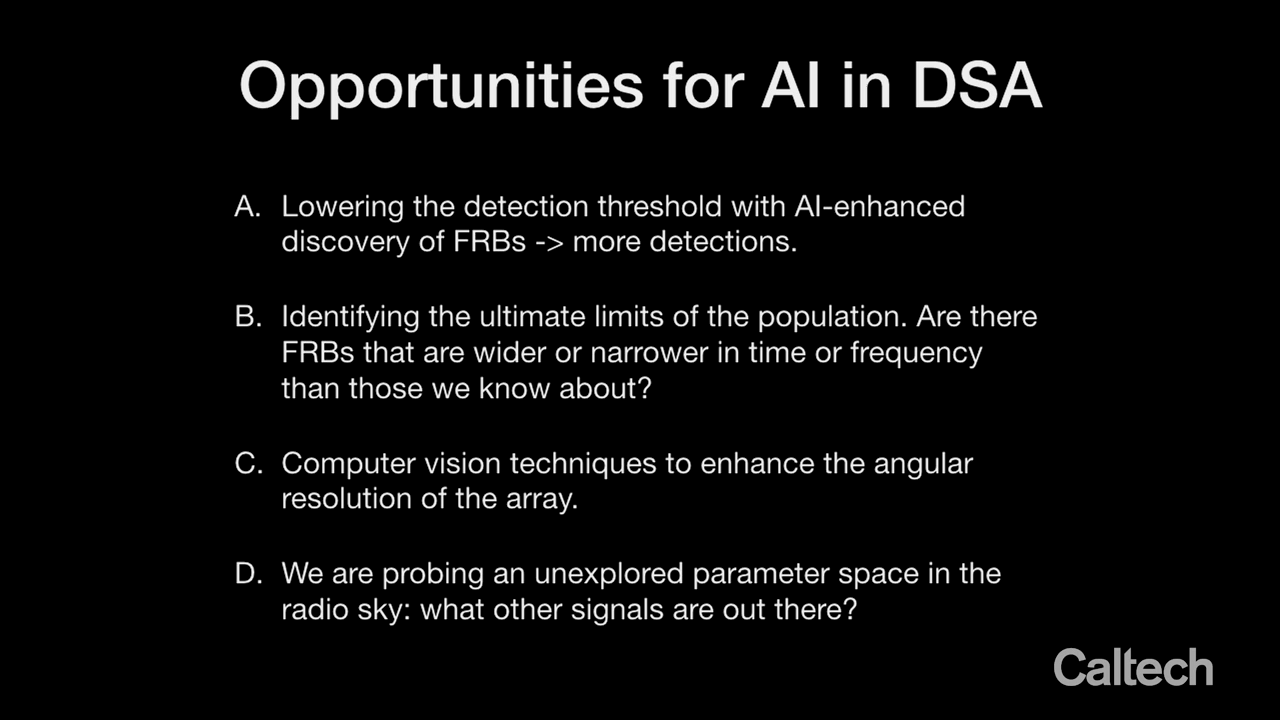 Opportunities for AI in DSA
A. Lowering the detection threshold with AI-enhanced
discovery of FRBs -> more detections.
B. Identifying the ultimate limits of the population. Are there
FRBs that are wider or narrower in time or frequency
than those we know about?
C. Computer vision techniques to enhance the angular
resolution of the array.
D. We are probing an unexplored parameter space in the
radio sky: what other signals are out there?
Caltech